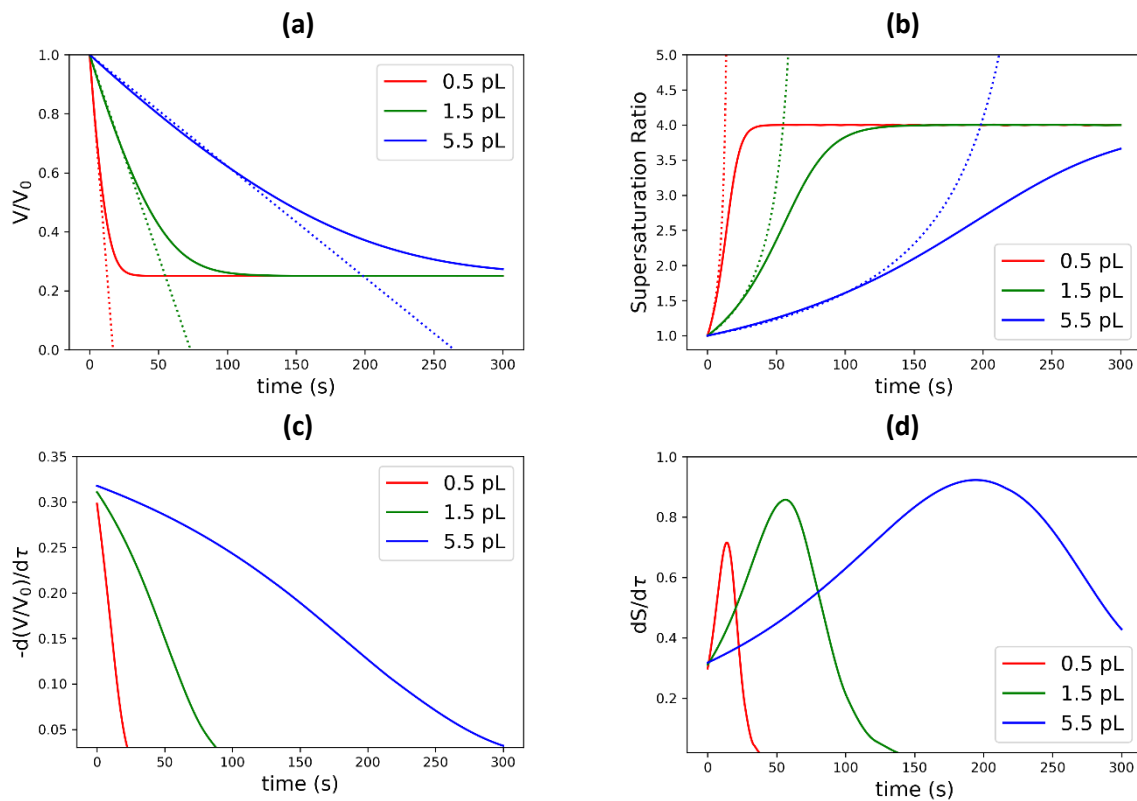 (a)
1.0
0.8
0.6
0.4
0.2
0.0
V/V₀
0
50
100
150
200
250
300
time (s)
0.5 pL
1.5 pL
5.5 pL
(b)
5.0
4.5
4.0
3.5
3.0
2.5
2.0
1.5
1.0
Supersaturation Ratio
0
50
100
150
200
250
300
time (s)
0.5 pL
1.5 pL
5.5 pL
(c)
0.35
0.30
0.25
0.20
0.15
0.10
0.05
-d(V/V₀)/dτ
0
50
100
150
200
250
300
time (s)
0.5 pL
1.5 pL
5.5 pL
(d)
1.0
0.8
0.6
0.4
0.2
dS/dτ
0
50
100
150
200
250
300
time (s)
0.5 pL
1.5 pL
5.5 pL